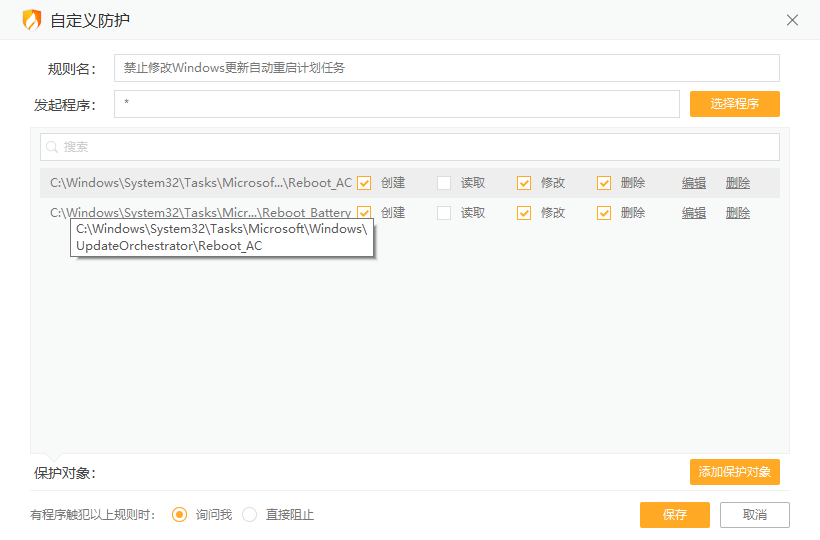 自定义防护
规则名：
禁止修改Windows更新自动重启计划任务
发起程序：
*
选择程序
搜索
C:\Windows\System32\Tasks\Microsof...\Reboot_AC 创建 读取 修改 删除 编辑 删除
C:\Windows\System32\Tasks\Micr...\Reboot_Battery 创建 读取 修改 删除 编辑 删除
C:\Windows\System32\Tasks\Microsoft\Windows\
UpdateOrchestrator\Reboot_AC
保护对象：
添加保护对象
有程序触犯以上规则时： 询问我 直接阻止
保存
取消